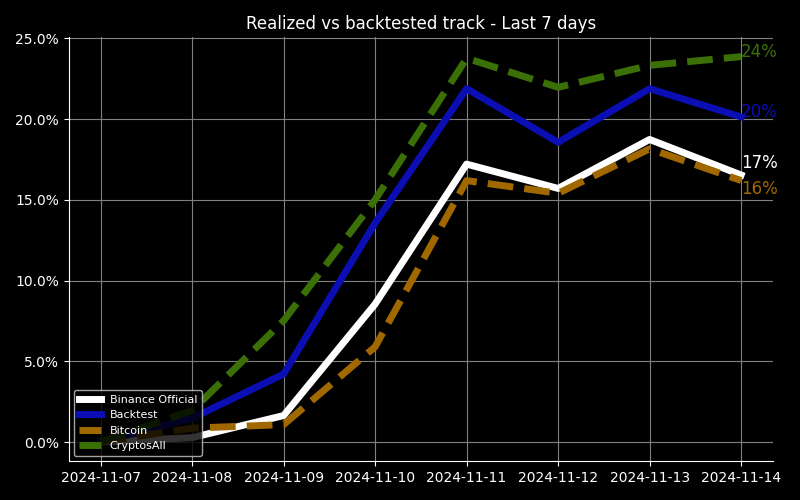 Realized vs backtested track - Last 7 days
25.0%
20.0%
15.0%
10.0%
5.0%
0.0%
24%
20%
17%
16%
Binance Official
Backtest
Bitcoin
CryptosAll
2024-11-07 2024-11-08 2024-11-09 2024-11-10 2024-11-11 2024-11-12 2024-11-13 2024-11-14